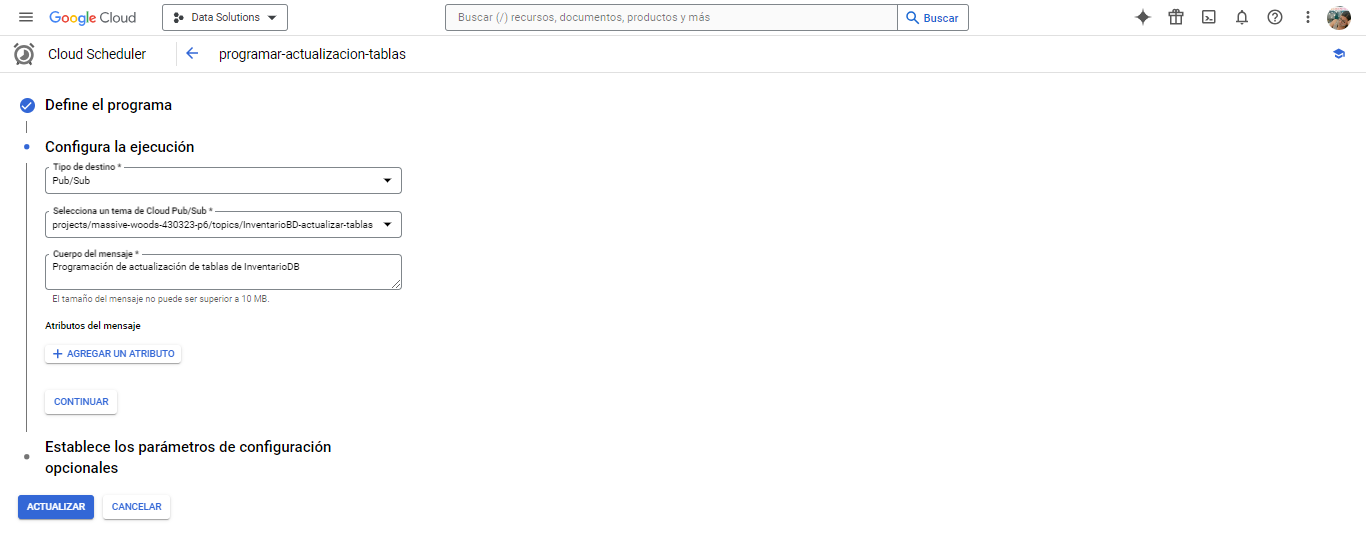 Google Cloud
Data Solutions
Buscar (/) recursos, documentos, productos y más
Buscar
Cloud Scheduler
programar-actualizacion-tablas
Define el programa
Configura la ejecución
Tipo de destino *
Pub/Sub
Selecciona un tema de Cloud Pub/Sub *
projects/massive-woods-430323-p6/topics/InventarioBD-actualizar-tablas
Cuerpo del mensaje *
Programación de actualización de tablas de InventarioDB
El tamaño del mensaje no puede ser superior a 10 MB.
Atributos del mensaje
+ AGREGAR UN ATRIBUTO
CONTINUAR
Establece los parámetros de configuración
opcionales
ACTUALIZAR
CANCELAR